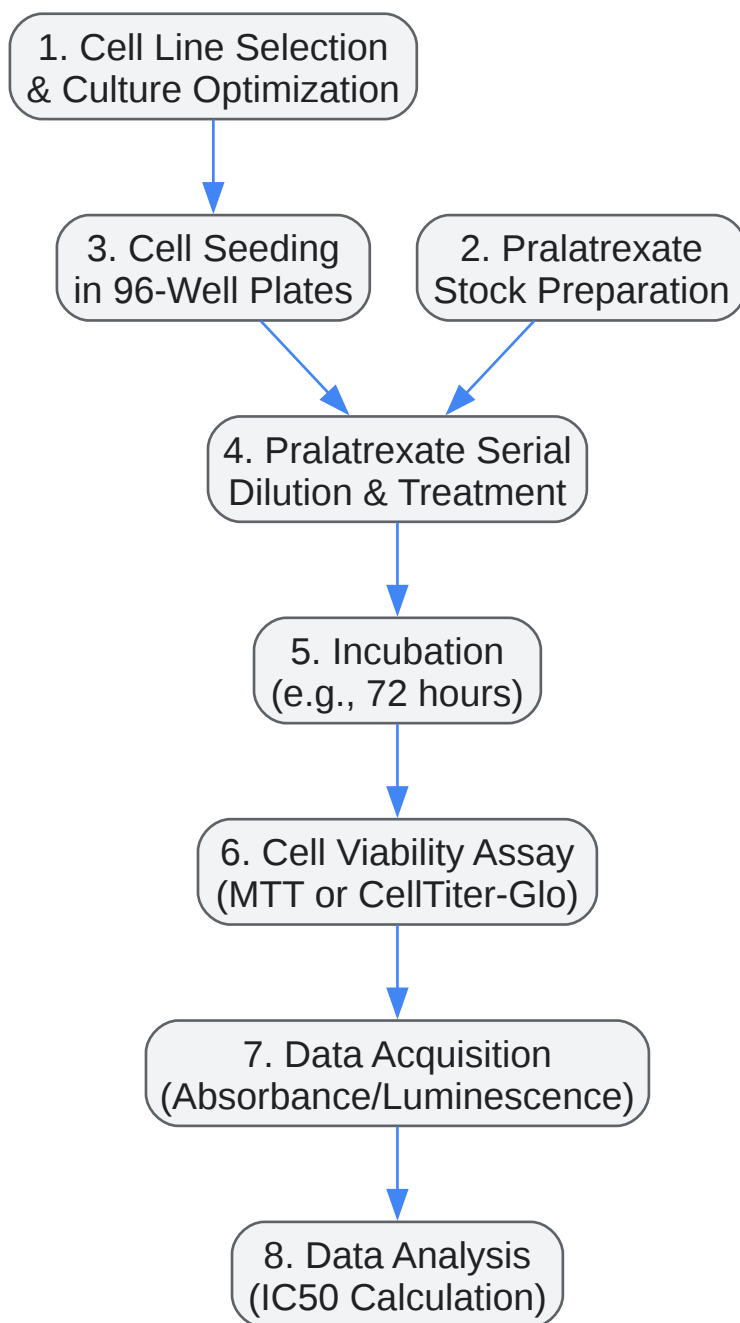 1. Cell Line Selection
& Culture Optimization
3. Cell Seeding
in 96-Well Plates
2. Pralatrexate
Stock Preparation
4. Pralatrexate Serial
Dilution & Treatment
5. Incubation
(e.g., 72 hours)
6. Cell Viability Assay
(MTT or CellTiter-Glo)
7. Data Acquisition
(Absorbance/Luminescence)
8. Data Analysis
(IC50 Calculation)